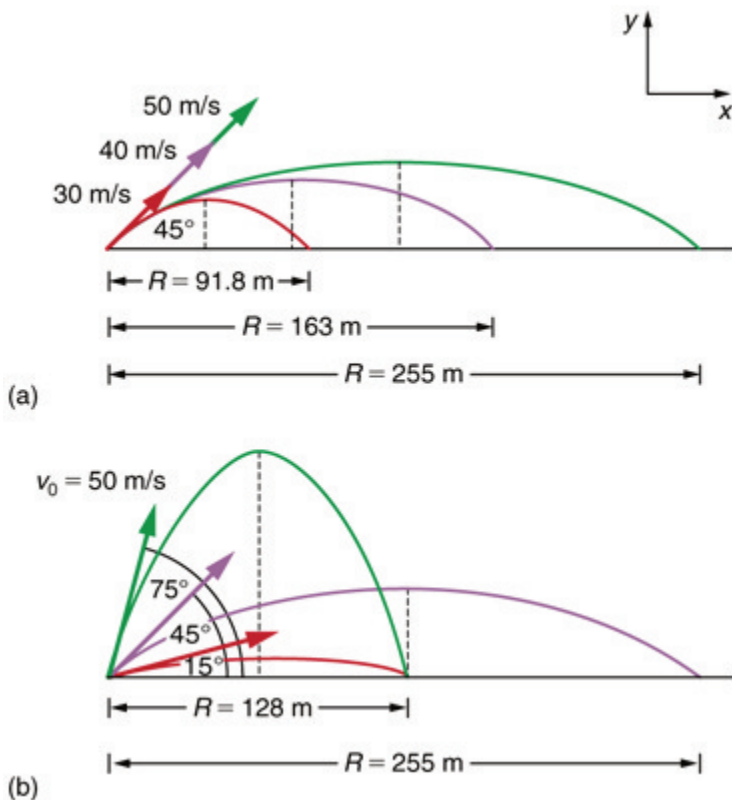 y
x
50 m/s
40 m/s
30 m/s
45°
R = 91.8 m
R = 163 m
R = 255 m
(a)
v₀ = 50 m/s
75°
45°
15°
R = 128 m
R = 255 m
(b)